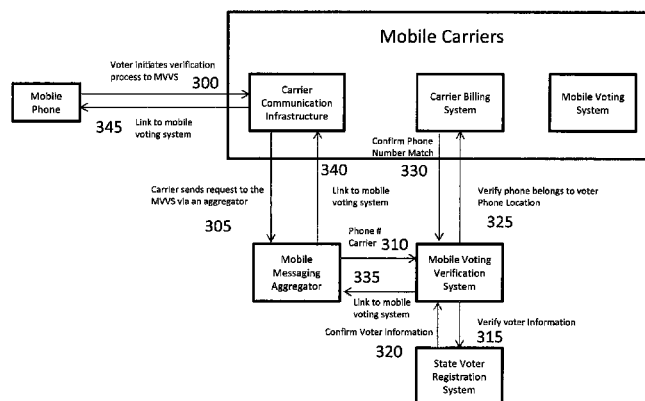 Mobile Carriers
Voter initiates verification
process to MVVS
300
Mobile
Phone
345
Link to mobile
voting system
Carrier
Communication
Infrastructure
Carrier Billing
System
Mobile Voting
System
Confirm Phone
Number Match
330
340
Link to mobile
voting system
Verify phone belongs to voter
Phone Location
325
Carrier sends request to the
MVVS via an aggregator
305
Phone #
Carrier
310
Mobile
Messaging
Aggregator
335
Link to mobile
voting system
Mobile Voting
Verification
System
Confirm Voter Information
320
Verify voter Information
315
State Voter
Registration
System